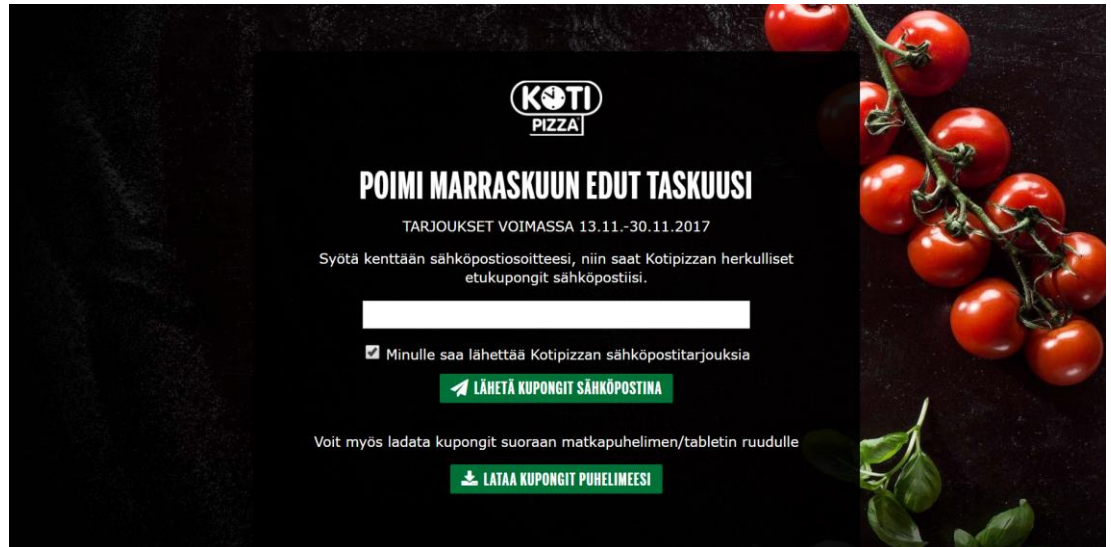 KOTI
PIZZA
POIMI MARRASKUUN EDUT TASKUUSI
TARJOUKSET VOIMASSA 13.11.-30.11.2017
Syötä kenttään sähköpostiosoitteesi, niin saat Kotipizzan herkulliset
etukupongit sähköpostiisi.
Minulle saa lähettää Kotipizzan sähköpostitarjouksia
LÄHETÄ KUPONGIT SÄHKÖPOSTINA
Voit myös ladata kupongit suoraan matkapuhelimen/tabletin ruudulle
LATAA KUPONGIT PUHELIMEESI